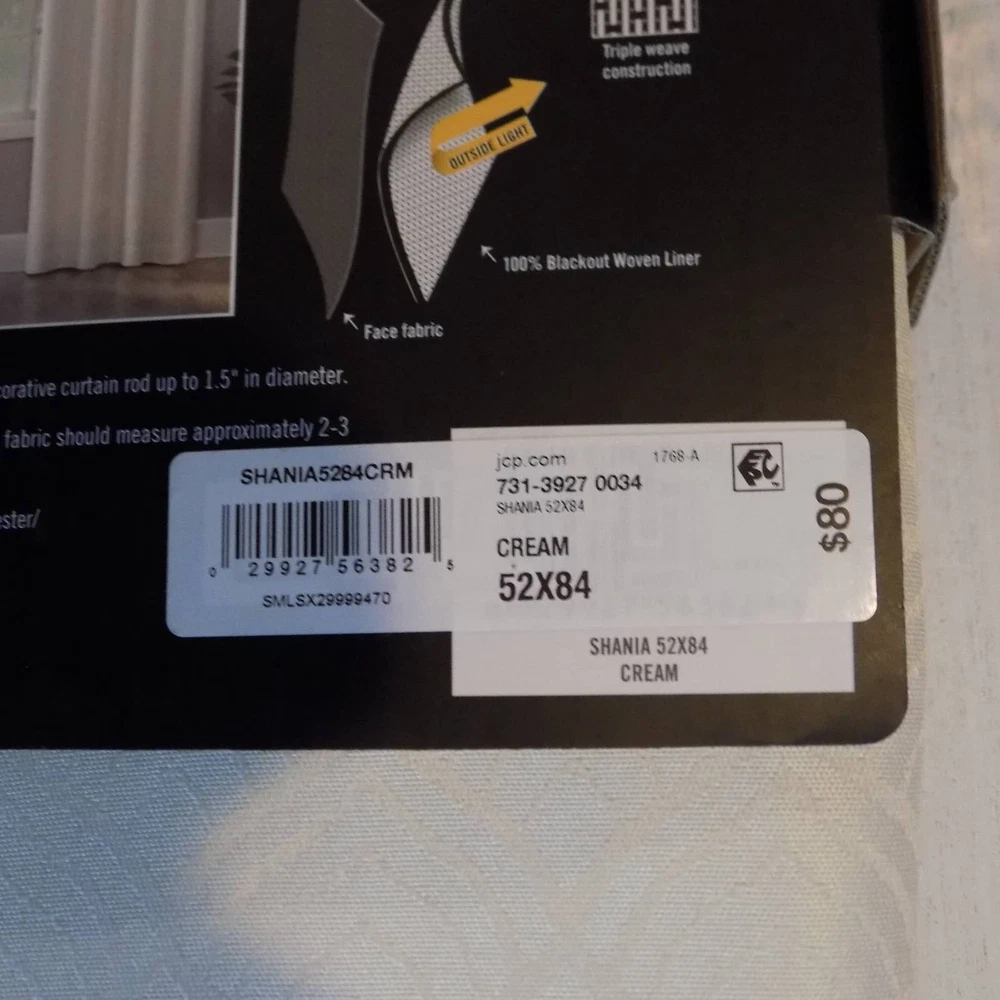 Triple weave
construction
OUTSIDE LIGHT
100% Blackout Woven Liner
Face fabric
corative curtain rod up to 1.5" in diameter.
fabric should measure approximately 2-3
ester/
SHANIA5284CRM
0 29927 56382 5
SMLSX29999470
jcp.com 1768-A
731-3927 0034
SHANIA 52X84
CREAM
52X84
$80
SHANIA 52X84
CREAM